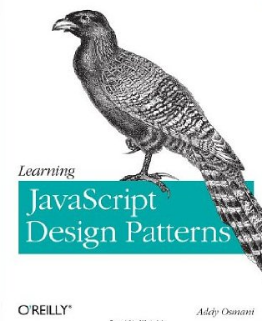 Learning
JavaScript
Design Patterns
O'REILLY®
Addy Osmani